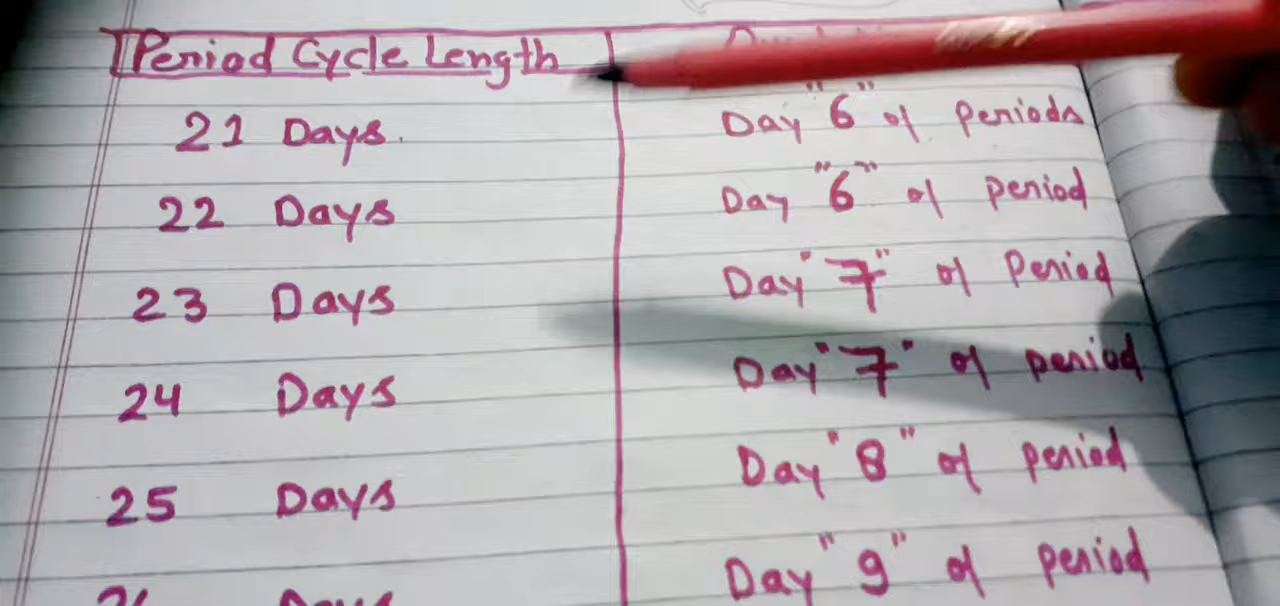 Period Cycle Length
21 Days. Day "6" of periods
22 Days Day "6" of period
23 Days Day "7" of Period
24 Days Day "7" of period
25 Days Day "8" of period
Day "9" of period